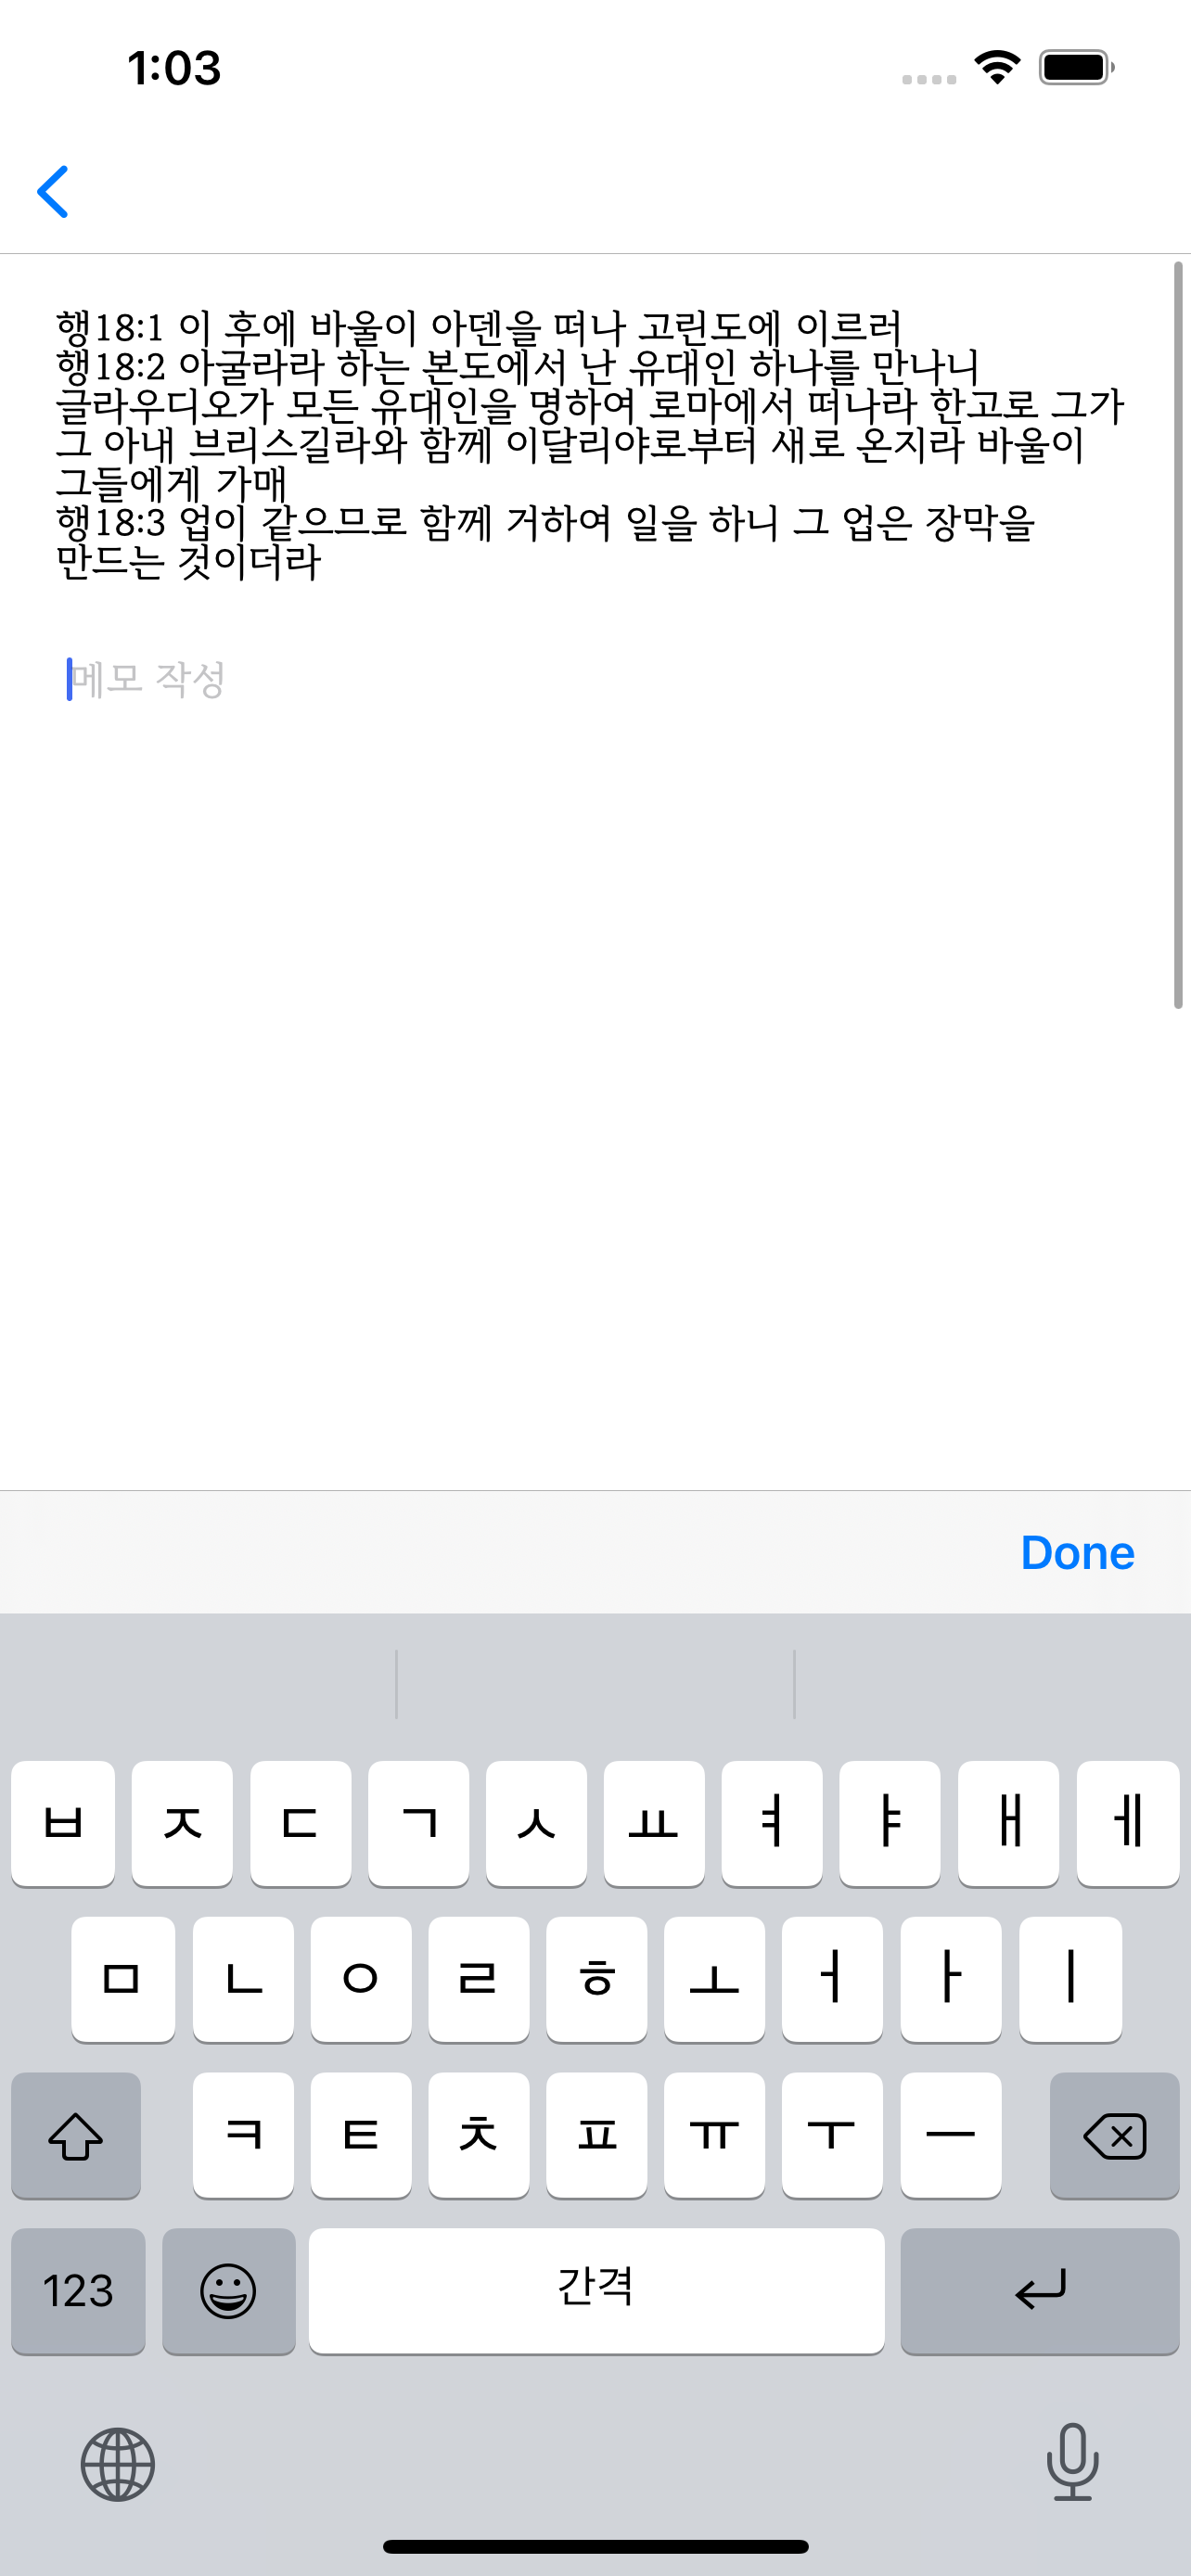 1:03
행18:1 이 후에 바울이 아덴을 떠나 고린도에 이르러
행18:2 아굴라라 하는 본도에서 난 유대인 하나를 만나니
글라우디오가 모든 유대인을 명하여 로마에서 떠나라 한고로 그가
그 아내 브리스길라와 함께 이달리야로부터 새로 온지라 바울이
그들에게 가매
행18:3 업이 같으므로 함께 거하여 일을 하니 그 업은 장막을
만드는 것이더라
메모 작성
Done
ㅂ ㅈ ㄷ ㄱ ㅅ ㅛ ㅕ ㅑ ㅐ ㅔ
ㅁ ㄴ ㅇ ㄹ ㅎ ㅗ ㅓ ㅏ ㅣ
ㅋ ㅌ ㅊ ㅍ ㅠ ㅜ ㅡ
123 간격